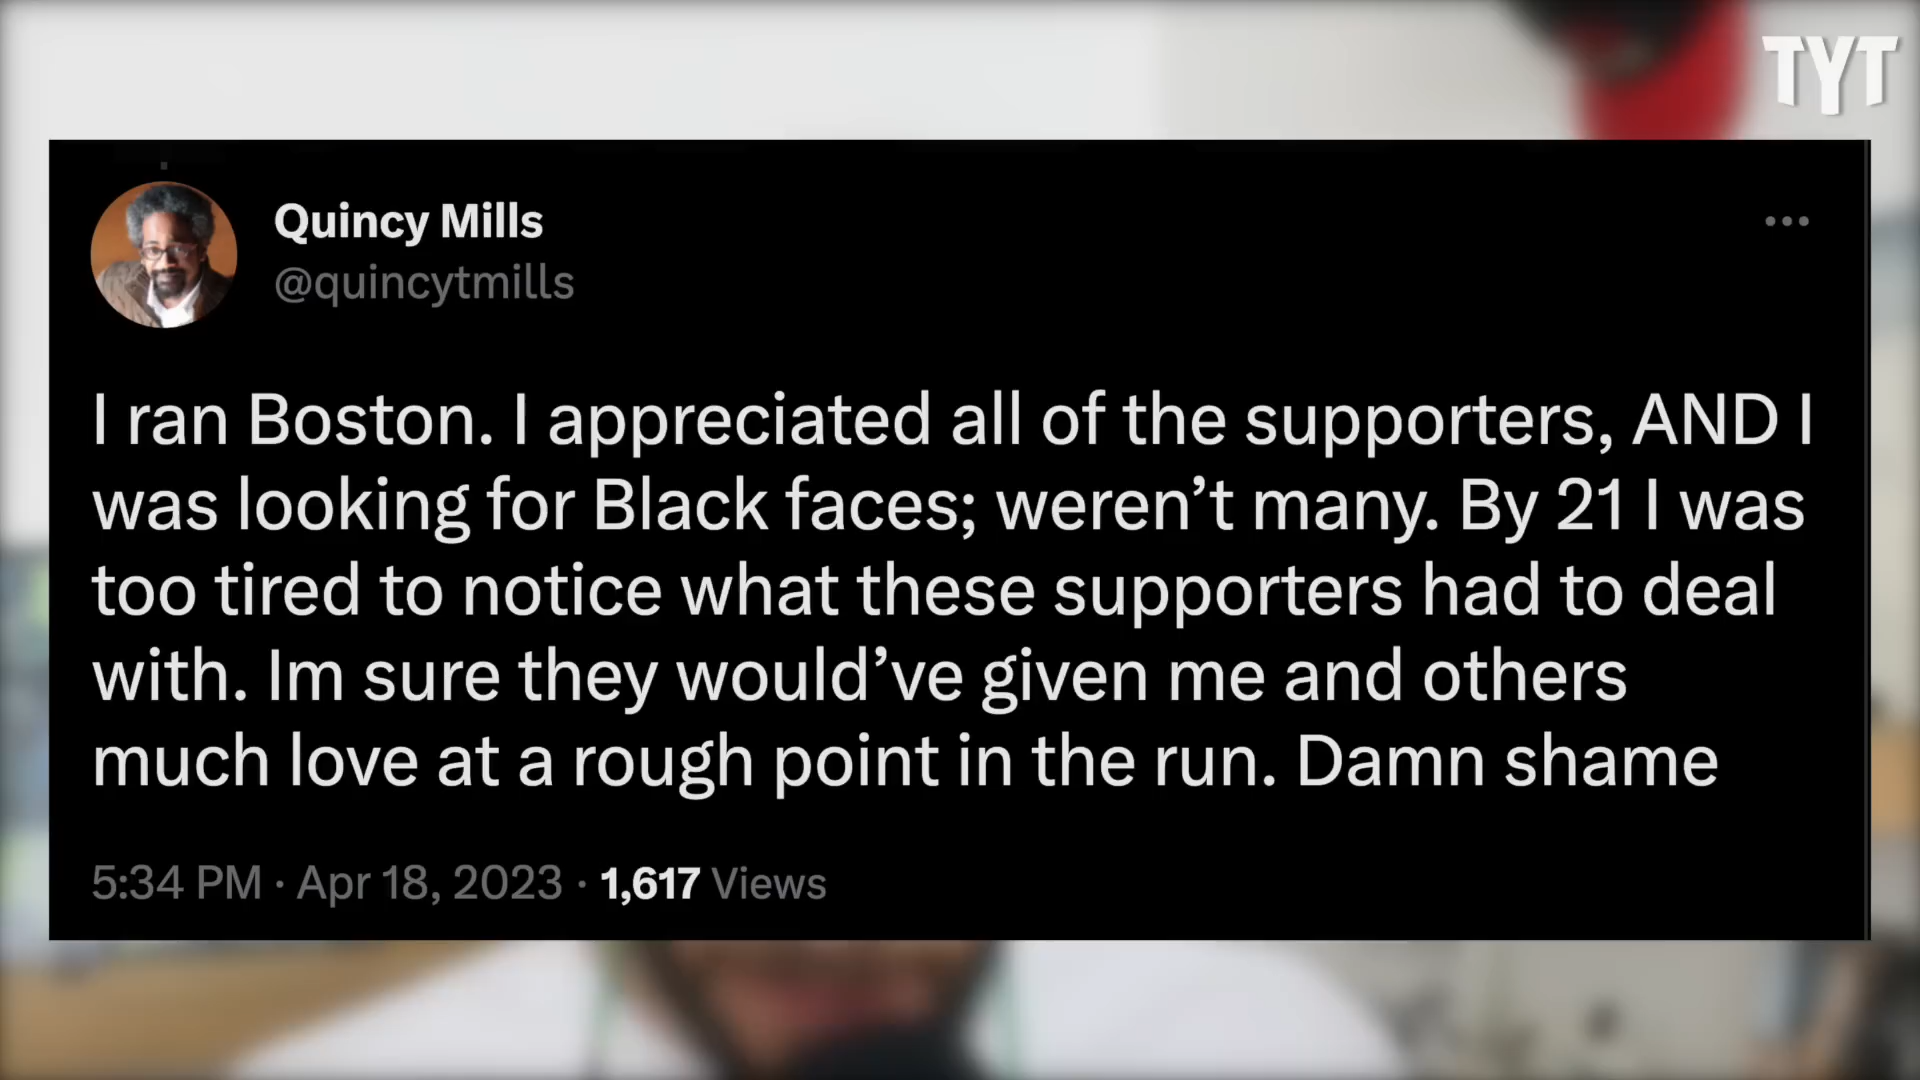 TYT
Quincy Mills
@quincytmills
I ran Boston. I appreciated all of the supporters, AND I
was looking for Black faces; weren’t many. By 21 I was
too tired to notice what these supporters had to deal
with. Im sure they would’ve given me and others
much love at a rough point in the run. Damn shame
5:34 PM · Apr 18, 2023 · 1,617 Views